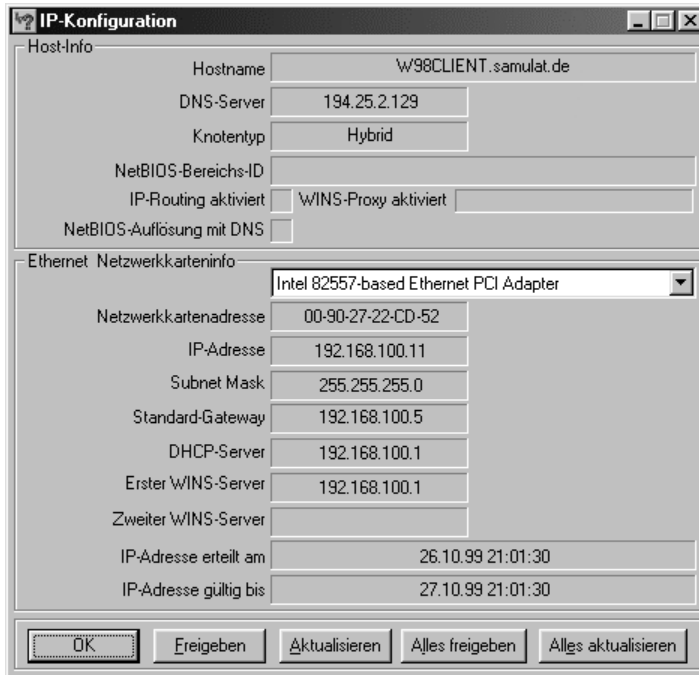 IP-Konfiguration
Host-Info
Hostname W98CLIENT.samulat.de
DNS-Server 194.25.2.129
Knotentyp Hybrid
NetBIOS-Bereichs-ID
IP-Routing aktiviert WINS-Proxy aktiviert
NetBIOS-Auflösung mit DNS
Ethernet Netzwerkkarteninfo
Intel 82557-based Ethernet PCI Adapter
Netzwerkkartenadresse 00-90-27-22-CD-52
IP-Adresse 192.168.100.11
Subnet Mask 255.255.255.0
Standard-Gateway 192.168.100.5
DHCP-Server 192.168.100.1
Erster WINS-Server 192.168.100.1
Zweiter WINS-Server
IP-Adresse erteilt am 26.10.99 21:01:30
IP-Adresse gültig bis 27.10.99 21:01:30
OK Freigeben Aktualisieren Alles freigeben Alles aktualisieren